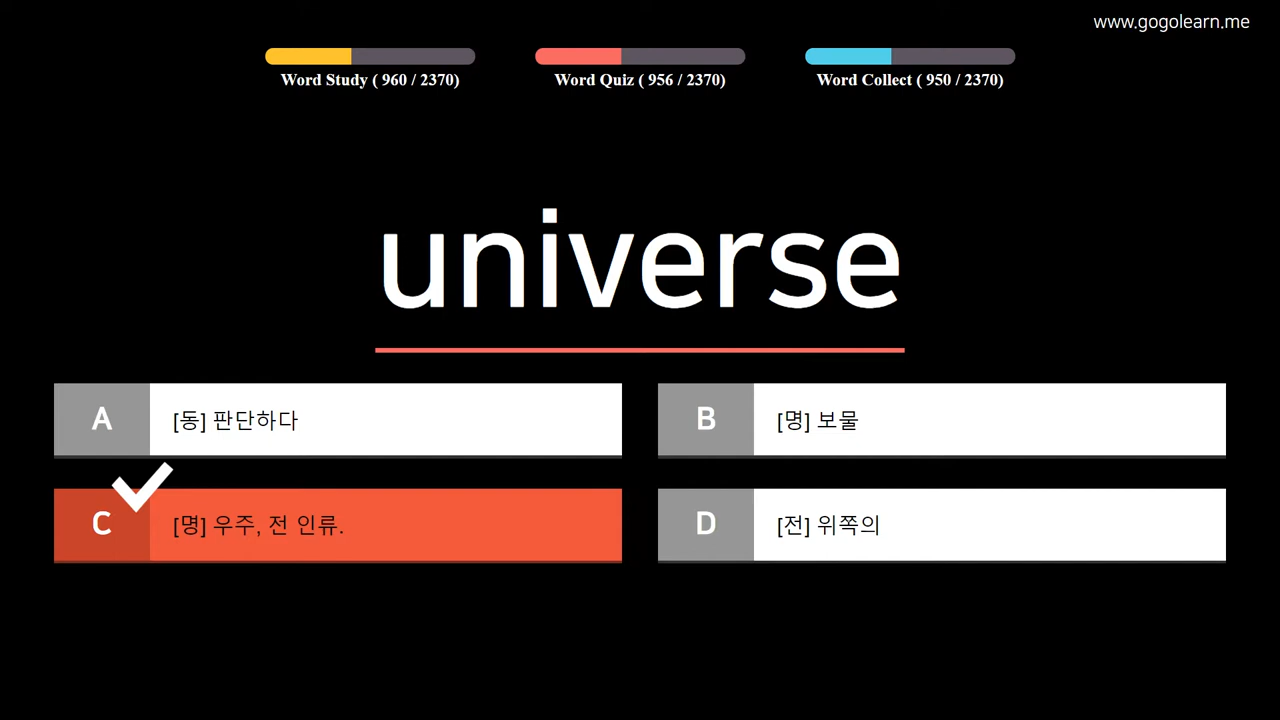 www.gogolearn.me
Word Study ( 960 / 2370)
Word Quiz ( 956 / 2370)
Word Collect ( 950 / 2370)
universe
A
[동] 판단하다
B
[명] 보물
C
[명] 우주, 전 인류.
D
[전] 위쪽의